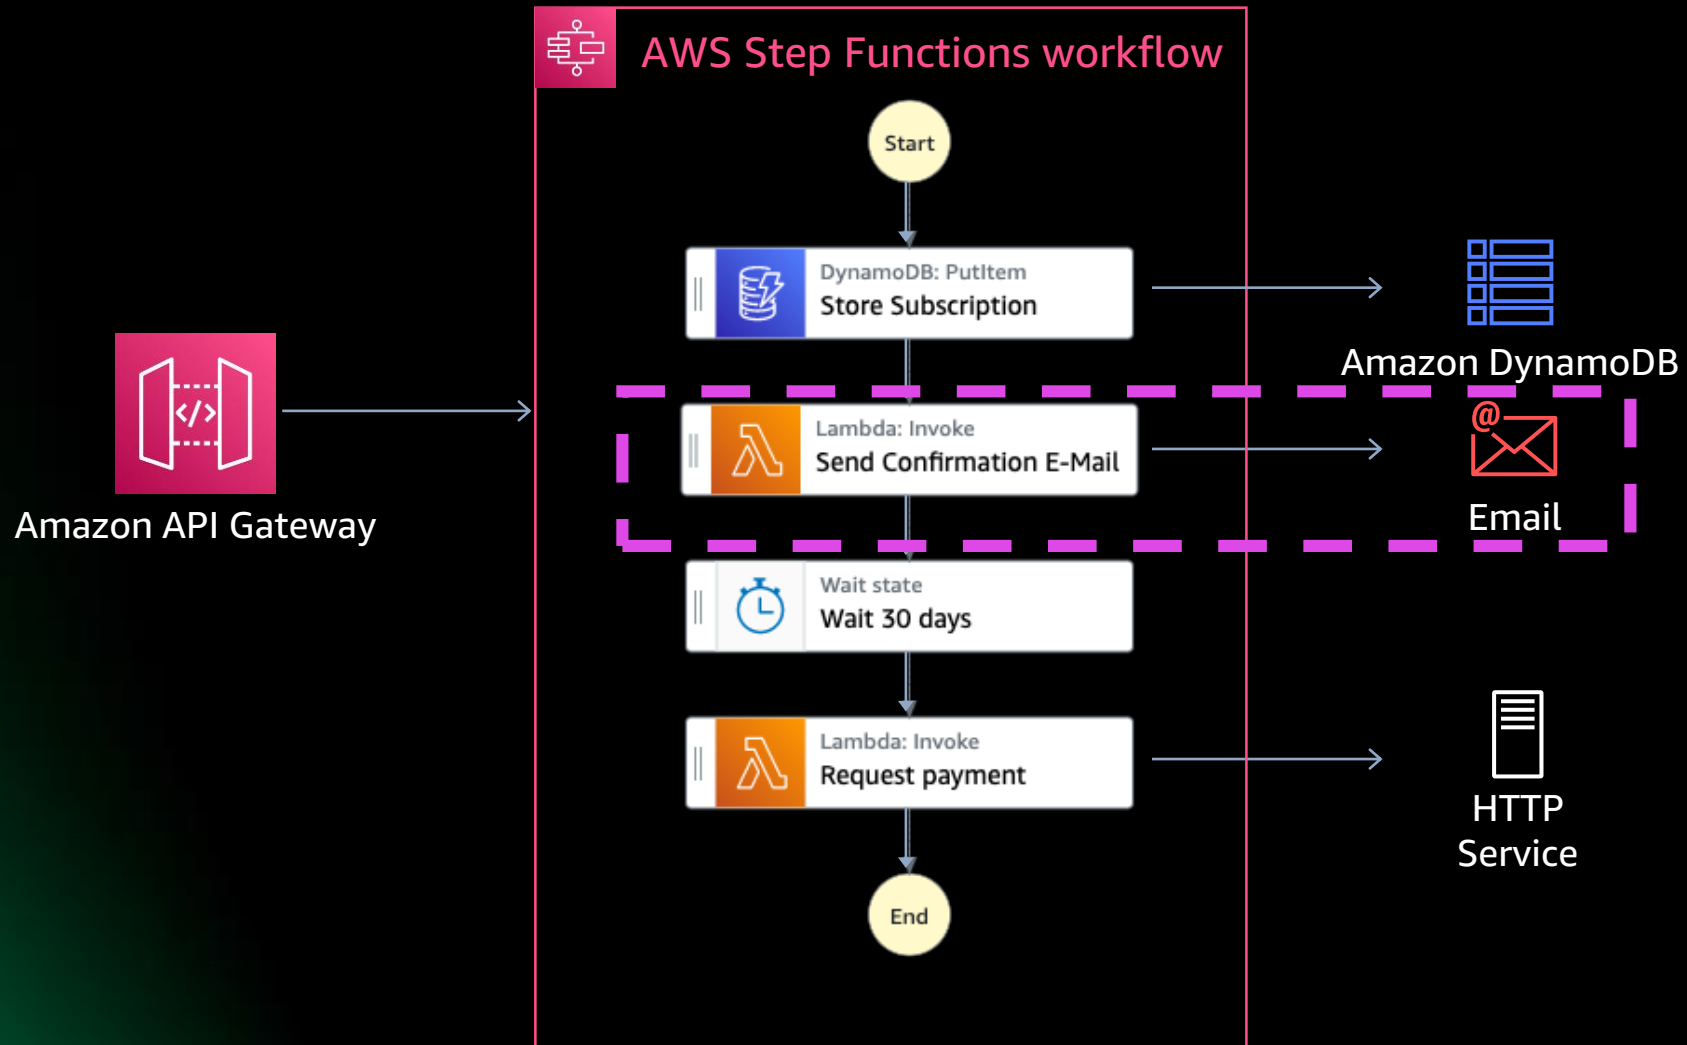 AWS Step Functions workflow
Start
DynamoDB: PutItem
Store Subscription
Amazon DynamoDB
Lambda: Invoke
Send Confirmation E-Mail
@
Email
</>
Amazon API Gateway
Wait state
Wait 30 days
Lambda: Invoke
Request payment
HTTP
Service
End